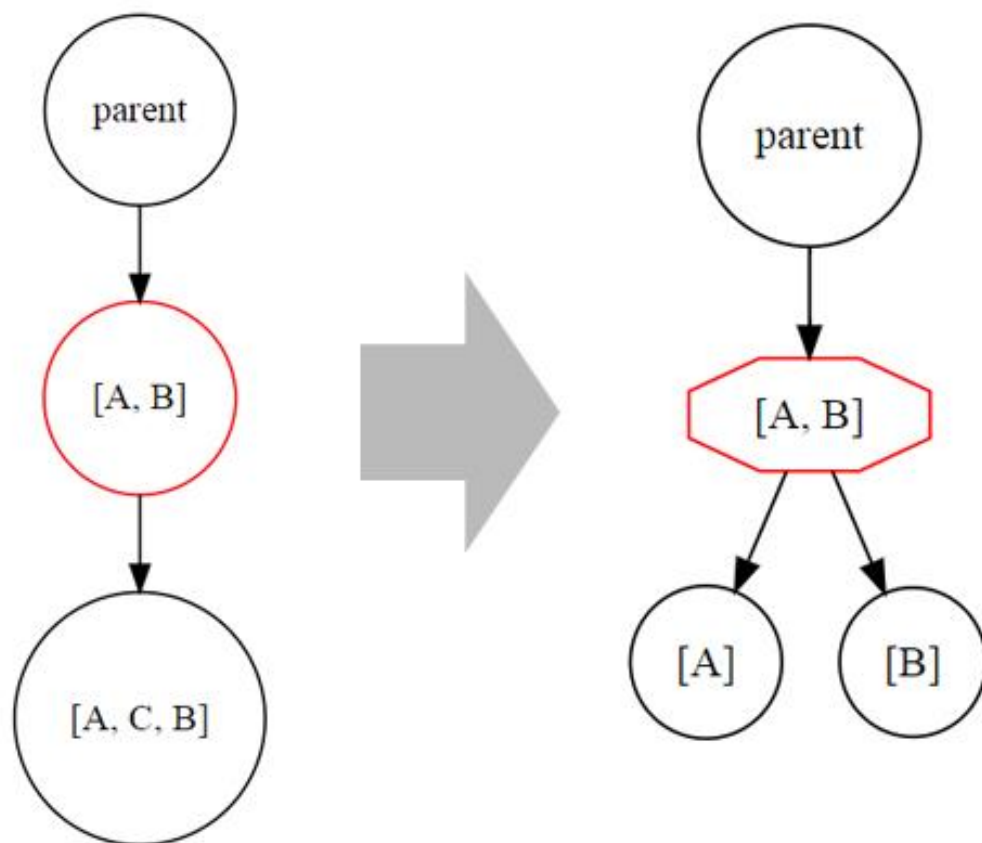 parent
[A, B]
[A, C, B]
parent
[A, B]
[A]
[B]